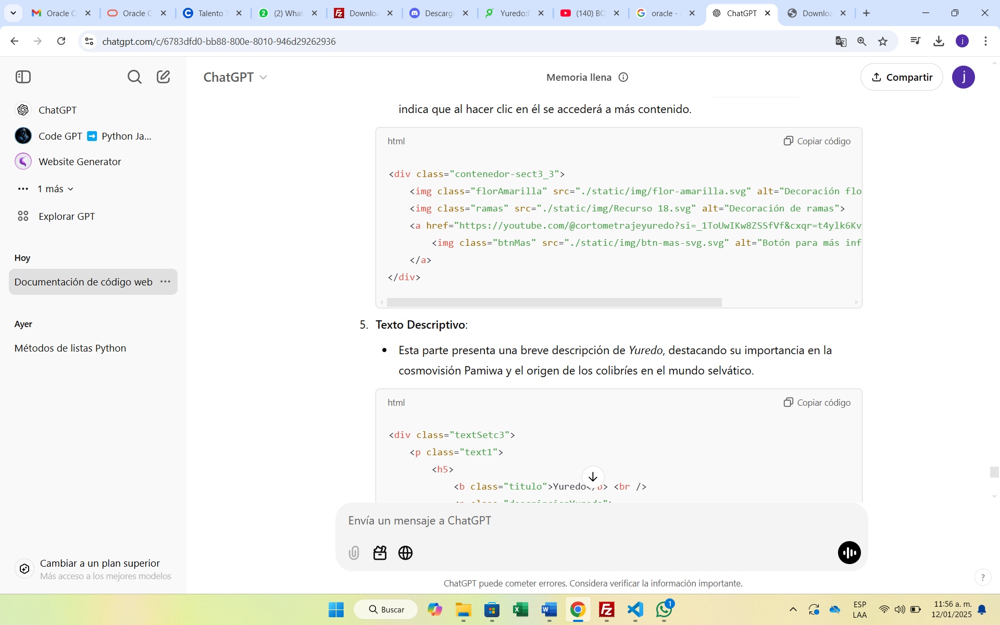 Oracle C
Oracle C
Talento T
(2) What
Downloa
Descarg
Yuredo:E
(140) BO
oracle -
ChatGPT
Downloa
chatgpt.com/c/6783dfd0-bb88-800e-8010-946d29262936
j
ChatGPT
Memoria llena
Compartir
j
ChatGPT
Code GPT ➡ Python Ja...
Website Generator
1 más
Explorar GPT
Hoy
Documentación de código web
Ayer
Métodos de listas Python
Cambiar a un plan superior
Más acceso a los mejores modelos
indica que al hacer clic en él se accederá a más contenido.
html
Copiar código
<div class="contenedor-sect3_3">
<img class="florAmarilla" src="./static/img/flor-amarilla.svg" alt="Decoración flo
<img class="ramas" src="./static/img/Recurso 18.svg" alt="Decoración de ramas">
<a href="https://youtube.com/@cortometrajeyuredo?si=_1ToUwIKw8ZSSfVf&cxqr=t4ylk6Kv
<img class="btnMas" src="./static/img/btn-mas-svg.svg" alt="Botón para más inf
</a>
</div>
5. Texto Descriptivo:
• Esta parte presenta una breve descripción de Yuredo, destacando su importancia en la
cosmovisión Pamiwa y el origen de los colibríes en el mundo selvático.
html
Copiar código
<div class="textSetc3">
<p class="text1">
<h5>
<b class="titulo">Yuredo</b> <br />
Envía un mensaje a ChatGPT
ChatGPT puede cometer errores. Considera verificar la información importante.
?
Buscar
1
ESP
LAA
11:56 a. m.
12/01/2025